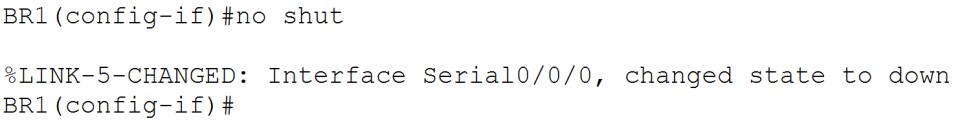 BR1(config-if)#no shut
%LINK-5-CHANGED: Interface Serial0/0/0, changed state to down
BR1(config-if)#